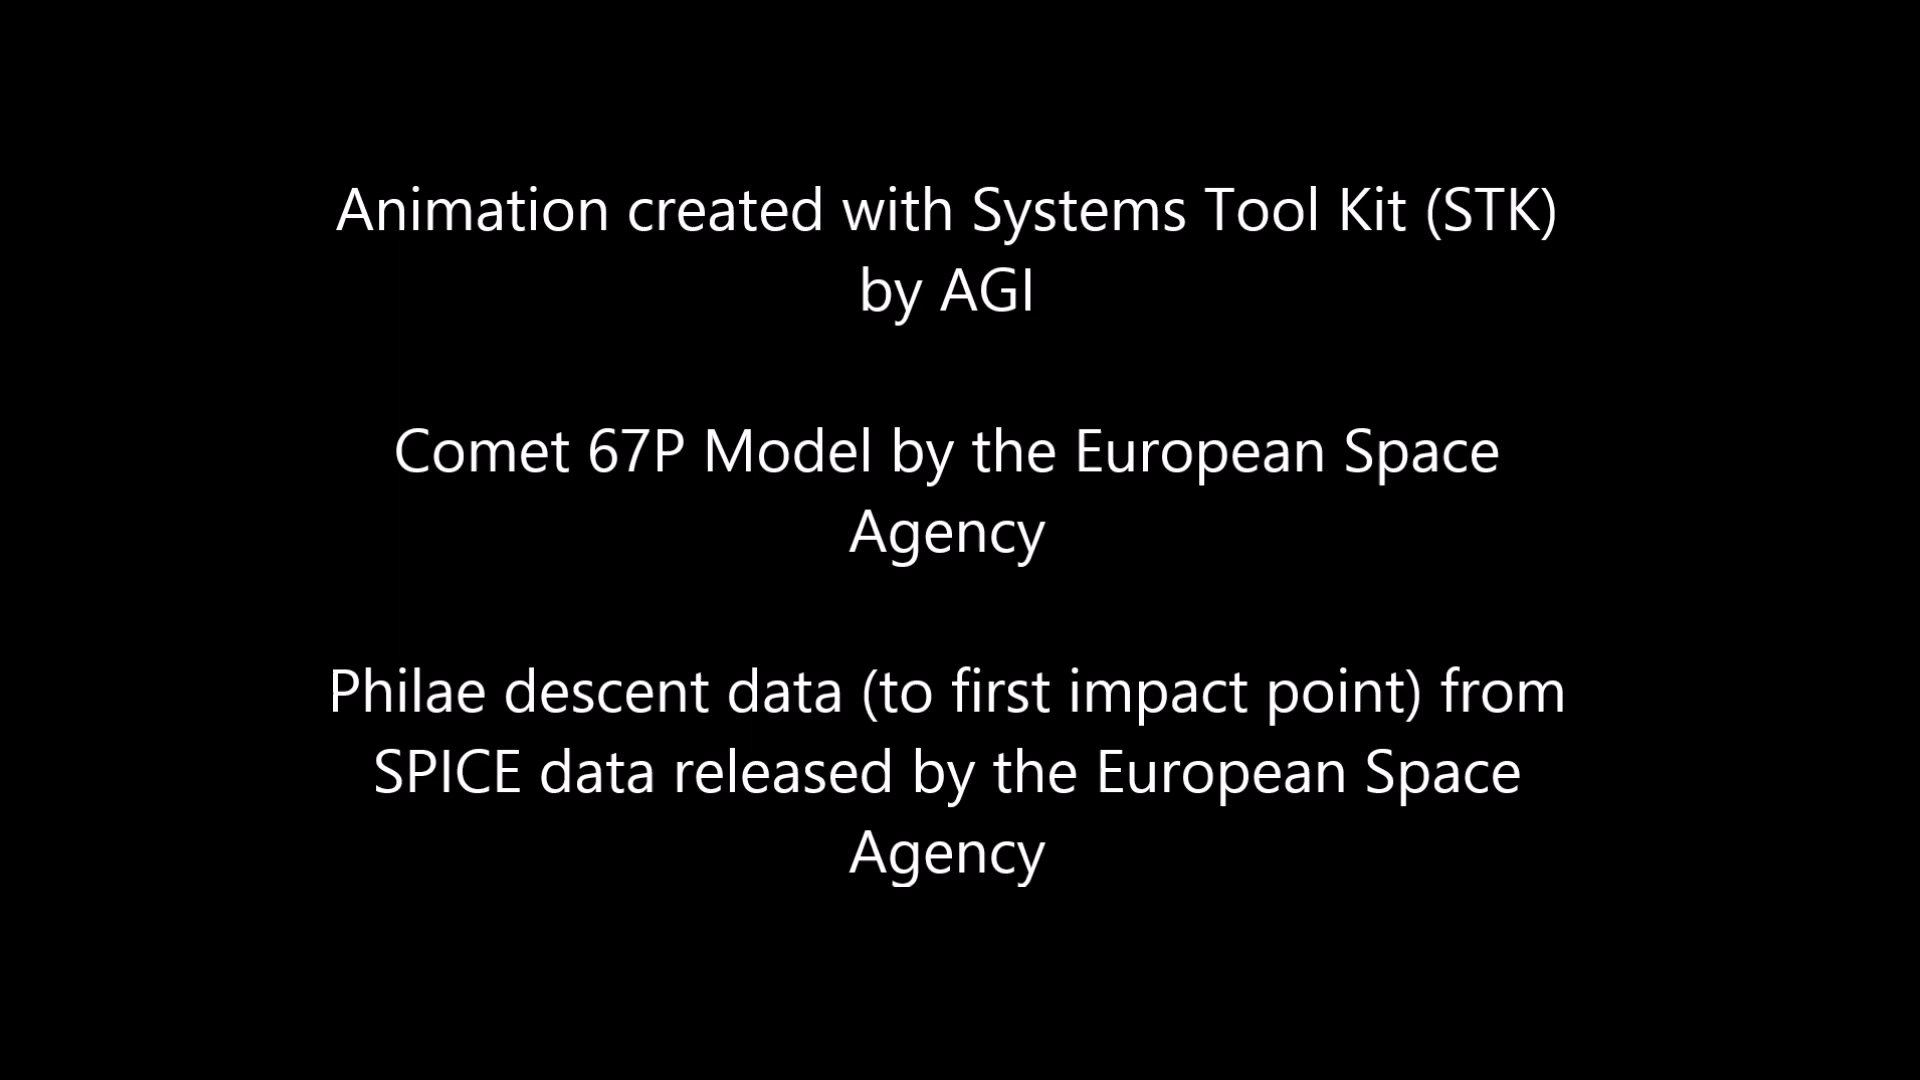 Animation created with Systems Tool Kit (STK)
by AGI
Comet 67P Model by the European Space
Agency
Philae descent data (to first impact point) from
SPICE data released by the European Space
Agency